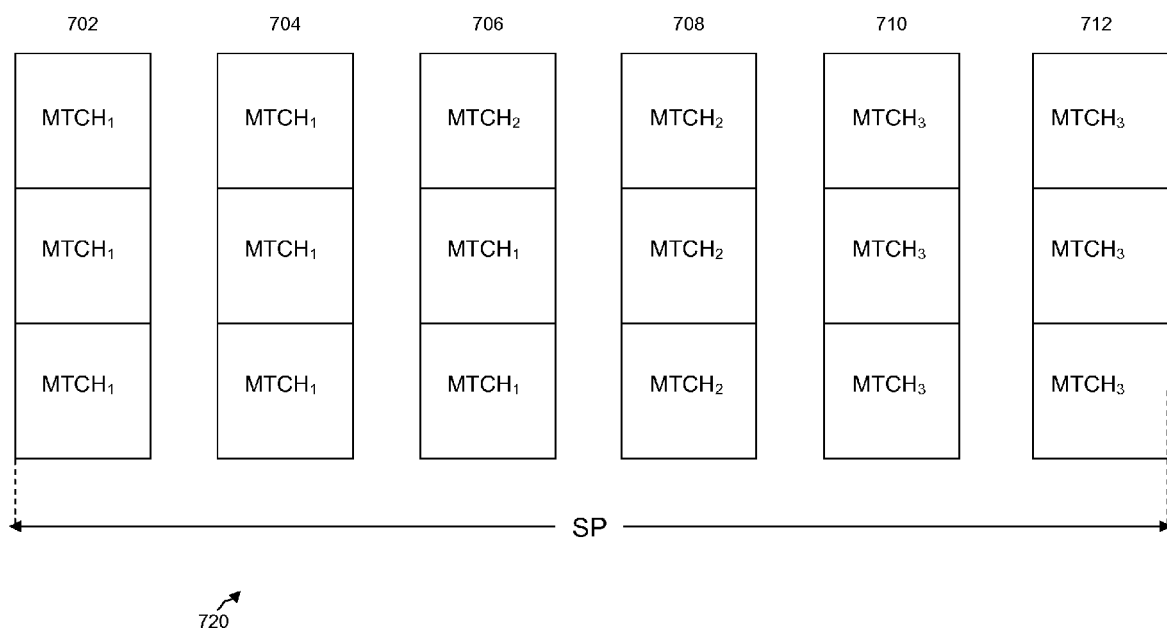 702 704 706 708 710 712
MTCH₁ MTCH₁ MTCH₂ MTCH₂ MTCH₃ MTCH₃
MTCH₁ MTCH₁ MTCH₁ MTCH₂ MTCH₃ MTCH₃
MTCH₁ MTCH₁ MTCH₁ MTCH₂ MTCH₃ MTCH₃
SP
720